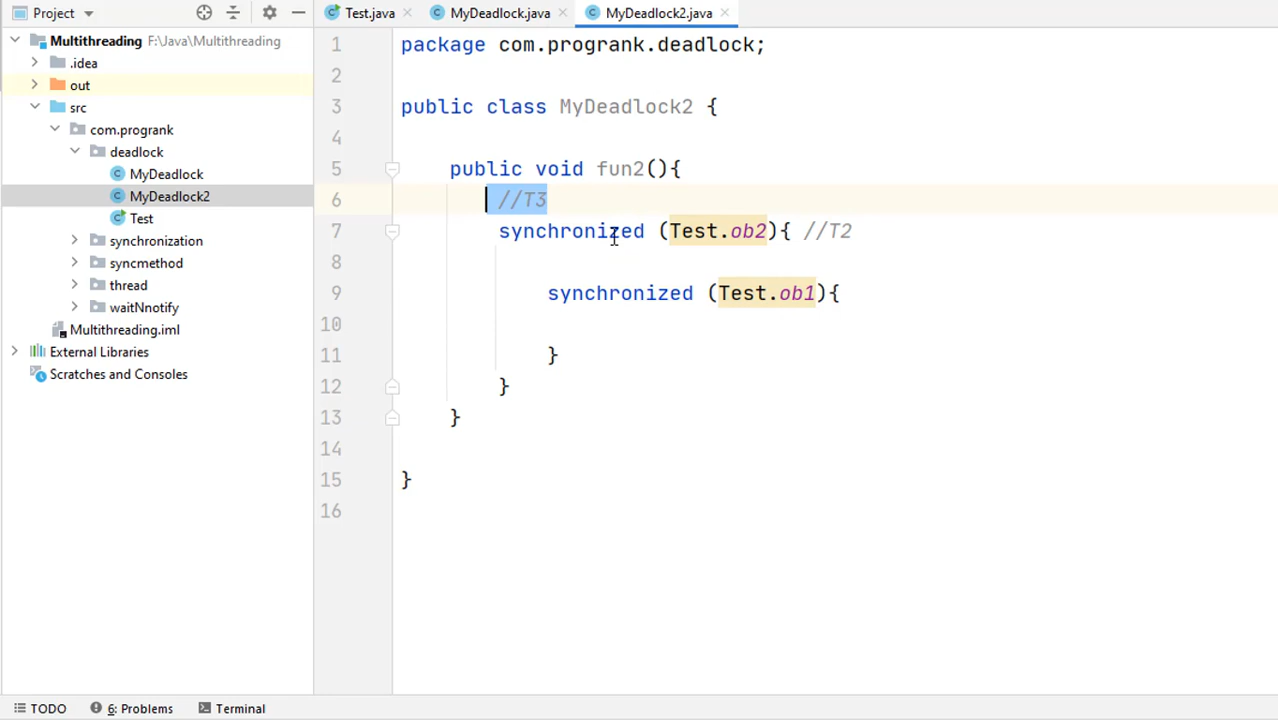 Project
Test.java
MyDeadlock.java
MyDeadlock2.java
Multithreading F:\Java\Multithreading
.idea
out
src
com.progrank
deadlock
MyDeadlock
MyDeadlock2
Test
synchronization
syncmethod
thread
waitNnotify
Multithreading.iml
External Libraries
Scratches and Consoles
1 package com.progrank.deadlock;
2
3 public class MyDeadlock2 {
4
5 public void fun2(){
6 //T3
7 synchronized (Test.ob2){ //T2
8
9 synchronized (Test.ob1){
10
11 }
12 }
13 }
14
15 }
16
TODO
6: Problems
Terminal